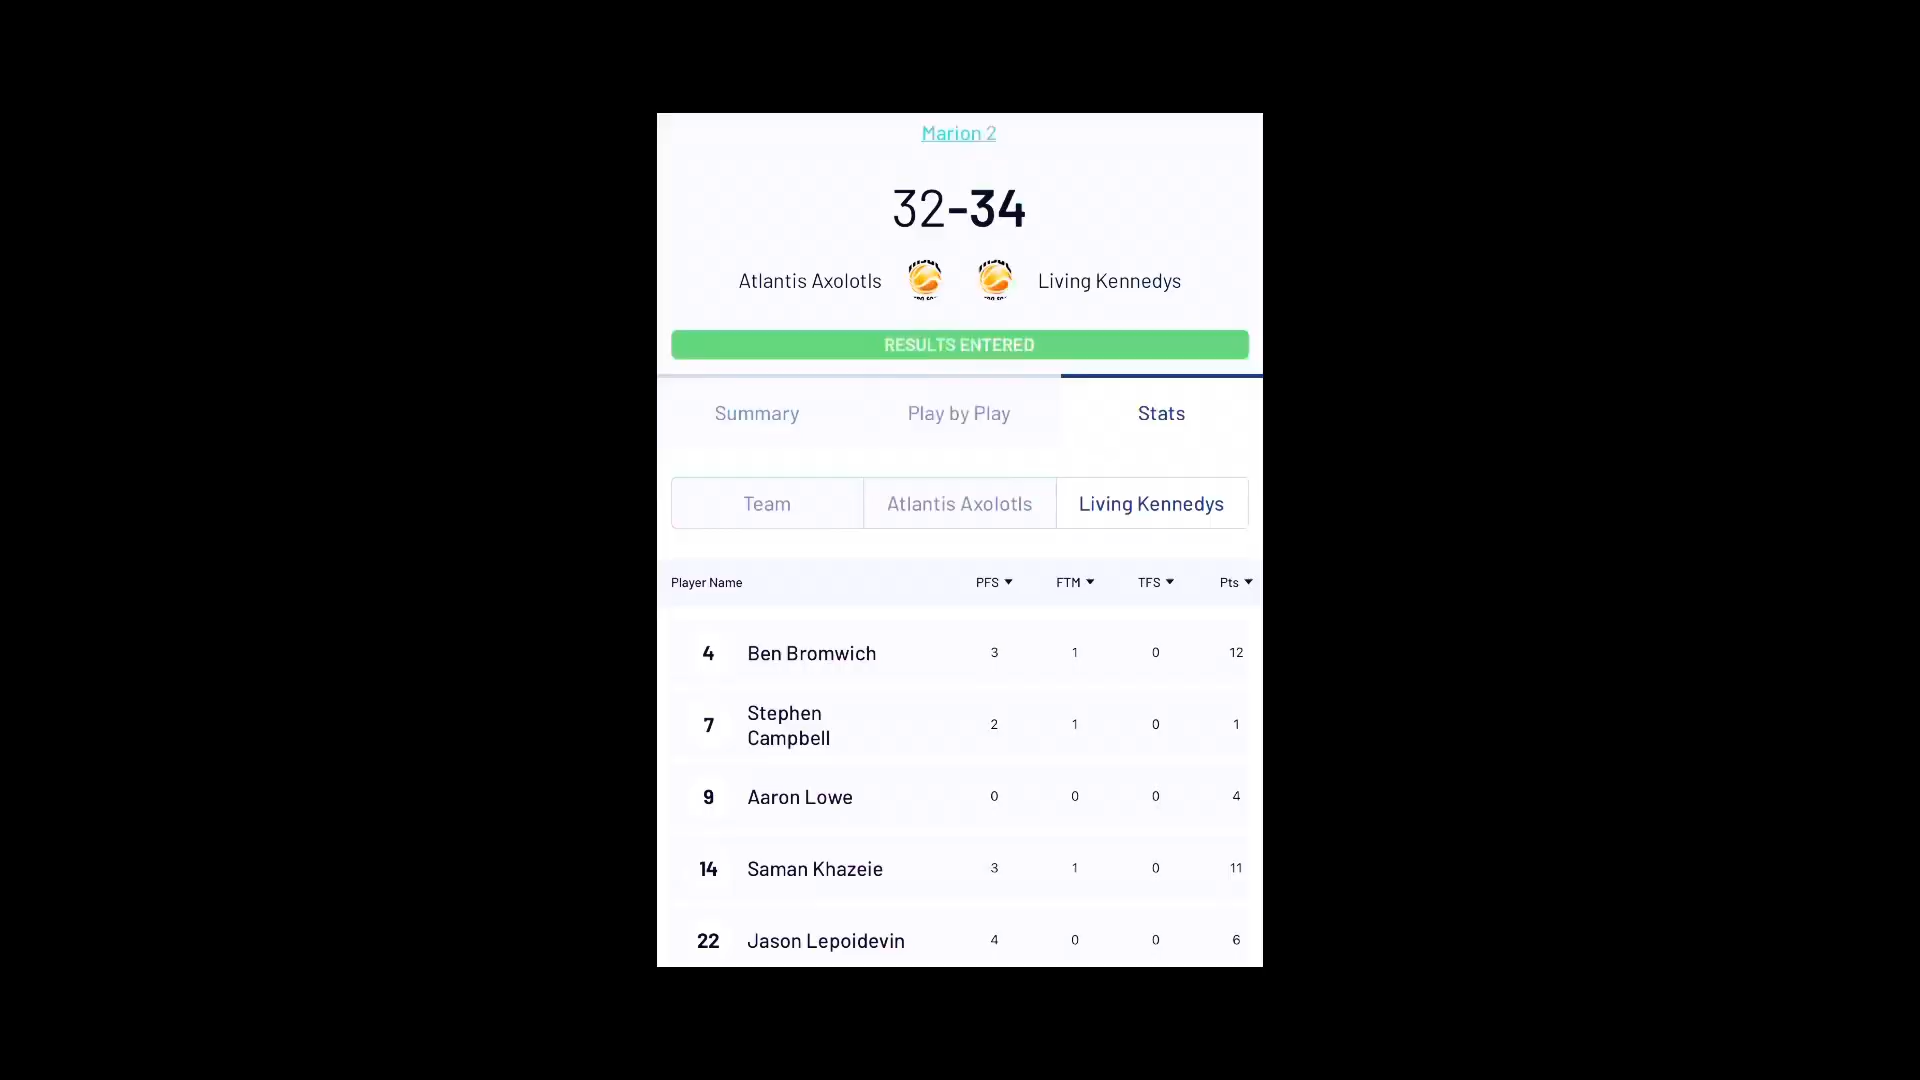 Marion 2
32-34
Atlantis Axolotls Living Kennedys
RESULTS ENTERED
Summary Play by Play Stats
Team Atlantis Axolotls Living Kennedys
Player Name PFS FTM TFS Pts
4 Ben Bromwich 3 1 0 12
7 Stephen Campbell 2 1 0 1
9 Aaron Lowe 0 0 0 4
14 Saman Khazeie 3 1 0 11
22 Jason Lepoidevin 4 0 0 6